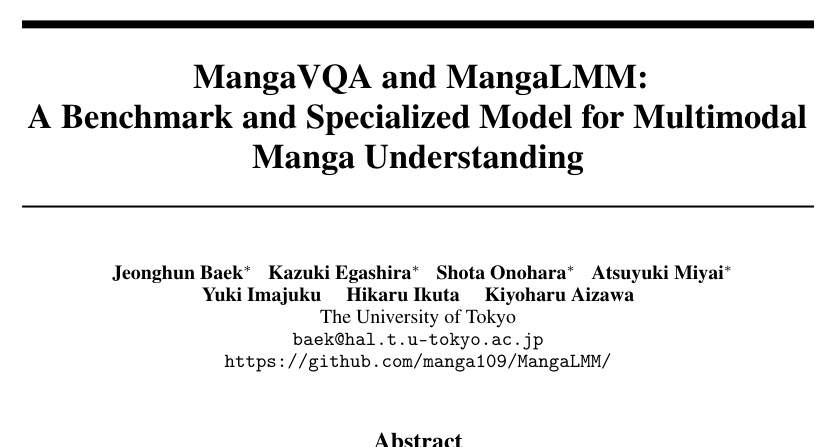 MangaVQA and MangaLMM:
A Benchmark and Specialized Model for Multimodal
Manga Understanding
Jeonghun Baek* Kazuki Egashira* Shota Onohara* Atsuyuki Miyai*
Yuki Imajuku Hikaru Ikuta Kiyoharu Aizawa
The University of Tokyo
baek@hal.t.u-tokyo.ac.jp
https://github.com/manga109/MangaLMM/
Abstract